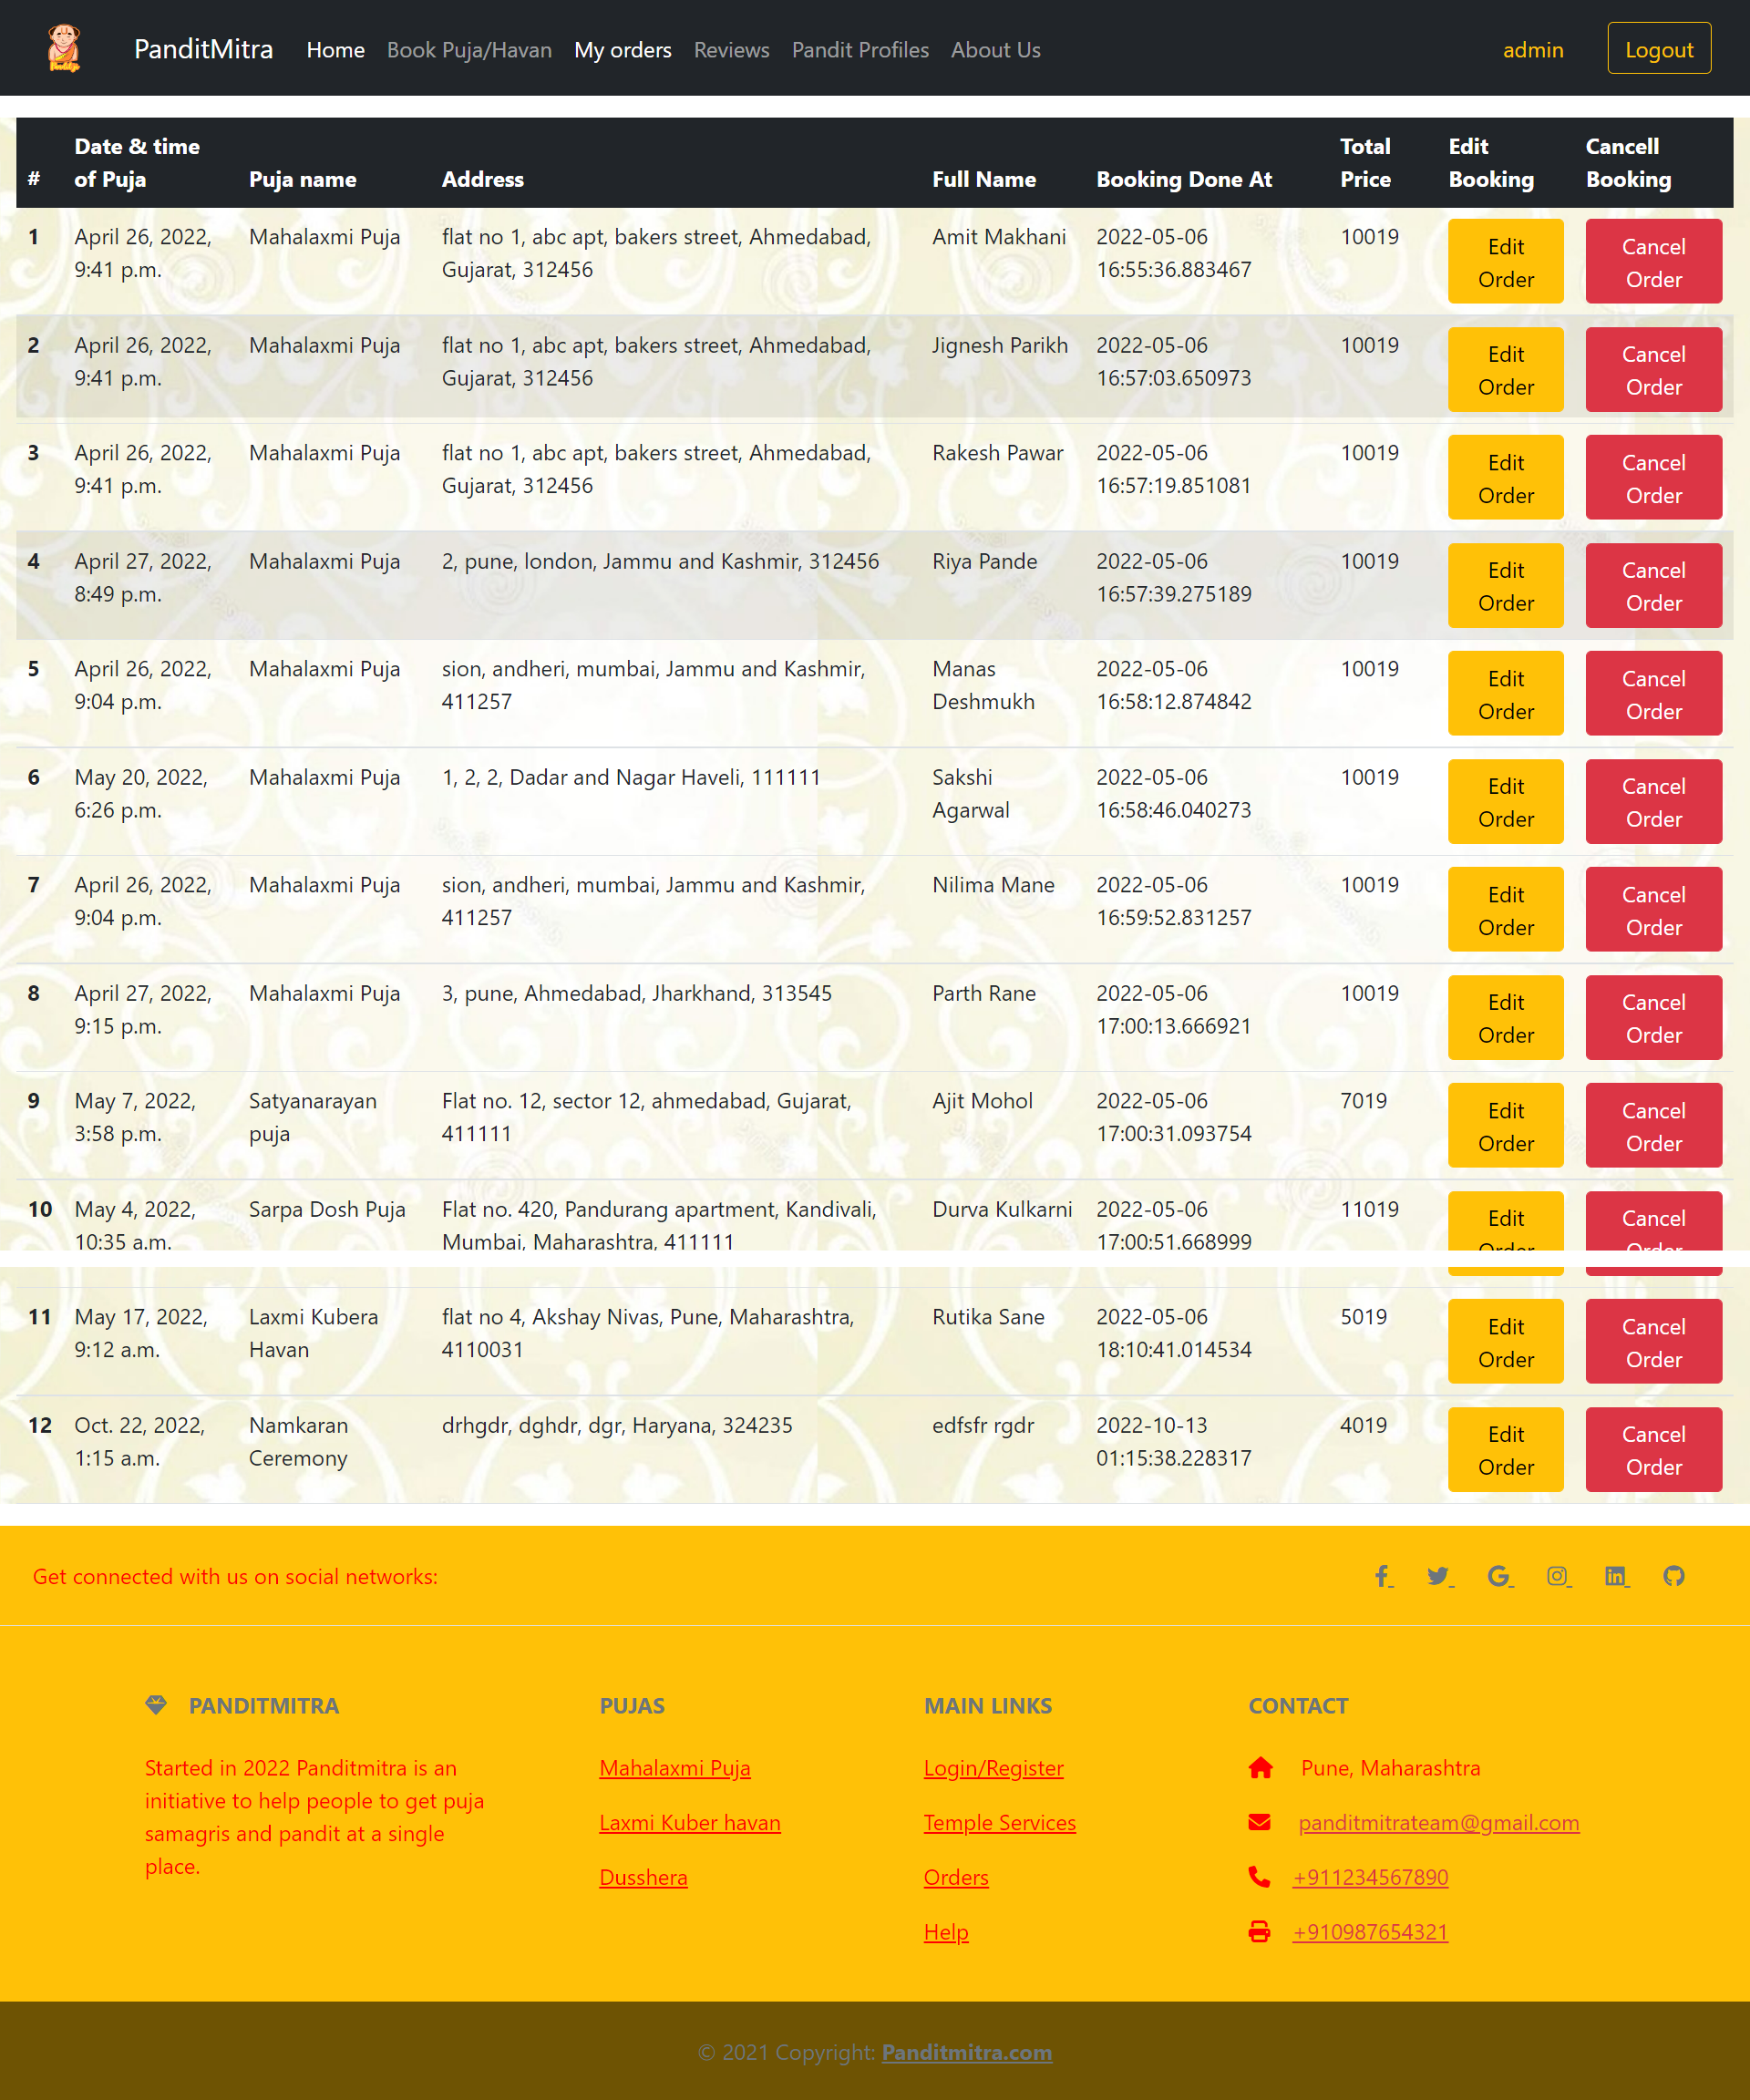 PanditMitra Home Book Puja/Havan My orders Reviews Pandit Profiles About Us admin Logout
# Date & time of Puja Puja name Address Full Name Booking Done At Total Price Edit Booking Cancell Booking
1 April 26, 2022, 9:41 p.m. Mahalaxmi Puja flat no 1, abc apt, bakers street, Ahmedabad, Gujarat, 312456 Amit Makhani 2022-05-06 16:55:36.883467 10019 Edit Order Cancel Order
2 April 26, 2022, 9:41 p.m. Mahalaxmi Puja flat no 1, abc apt, bakers street, Ahmedabad, Gujarat, 312456 Jignesh Parikh 2022-05-06 16:57:03.650973 10019 Edit Order Cancel Order
3 April 26, 2022, 9:41 p.m. Mahalaxmi Puja flat no 1, abc apt, bakers street, Ahmedabad, Gujarat, 312456 Rakesh Pawar 2022-05-06 16:57:19.851081 10019 Edit Order Cancel Order
4 April 27, 2022, 8:49 p.m. Mahalaxmi Puja 2, pune, london, Jammu and Kashmir, 312456 Riya Pande 2022-05-06 16:57:39.275189 10019 Edit Order Cancel Order
5 April 26, 2022, 9:04 p.m. Mahalaxmi Puja sion, andheri, mumbai, Jammu and Kashmir, 411257 Manas Deshmukh 2022-05-06 16:58:12.874842 10019 Edit Order Cancel Order
6 May 20, 2022, 6:26 p.m. Mahalaxmi Puja 1, 2, 2, Dadar and Nagar Haveli, 111111 Sakshi Agarwal 2022-05-06 16:58:46.040273 10019 Edit Order Cancel Order
7 April 26, 2022, 9:04 p.m. Mahalaxmi Puja sion, andheri, mumbai, Jammu and Kashmir, 411257 Nilima Mane 2022-05-06 16:59:52.831257 10019 Edit Order Cancel Order
8 April 27, 2022, 9:15 p.m. Mahalaxmi Puja 3, pune, Ahmedabad, Jharkhand, 313545 Parth Rane 2022-05-06 17:00:13.666921 10019 Edit Order Cancel Order
9 May 7, 2022, 3:58 p.m. Satyanarayan puja Flat no. 12, sector 12, ahmedabad, Gujarat, 411111 Ajit Mohol 2022-05-06 17:00:31.093754 7019 Edit Order Cancel Order
10 May 4, 2022, 10:35 a.m. Sarpa Dosh Puja Flat no. 420, Pandurang apartment, Kandivali, Mumbai, Maharashtra, 411111 Durva Kulkarni 2022-05-06 17:00:51.668999 11019 Edit Order Cancel Order
11 May 17, 2022, 9:12 a.m. Laxmi Kubera Havan flat no 4, Akshay Nivas, Pune, Maharashtra, 4110031 Rutika Sane 2022-05-06 18:10:41.014534 5019 Edit Order Cancel Order
12 Oct. 22, 2022, 1:15 a.m. Namkaran Ceremony drhgdr, dghdr, dgr, Haryana, 324235 edfsfr rgdr 2022-10-13 01:15:38.228317 4019 Edit Order Cancel Order
Get connected with us on social networks:
PANDITMITRA
Started in 2022 Panditmitra is an
initiative to help people to get puja
samagris and pandit at a single
place.
PUJAS
Mahalaxmi Puja
Laxmi Kuber havan
Dusshera
MAIN LINKS
Login/Register
Temple Services
Orders
Help
CONTACT
Pune, Maharashtra
panditmitrateam@gmail.com
+911234567890
+910987654321
© 2021 Copyright: Panditmitra.com